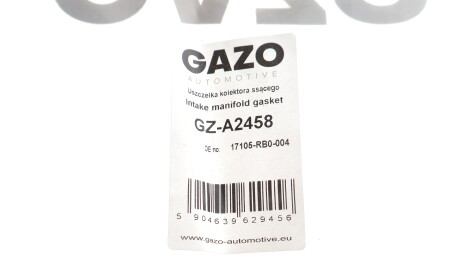 GAZO
AUTOMOTIVE
Uszczelka kolektora ssącego
Intake manifold gasket
GZ-A2458
OE no. 17105-RB0-004
5 904639 629456
www.gazo-automotive.eu